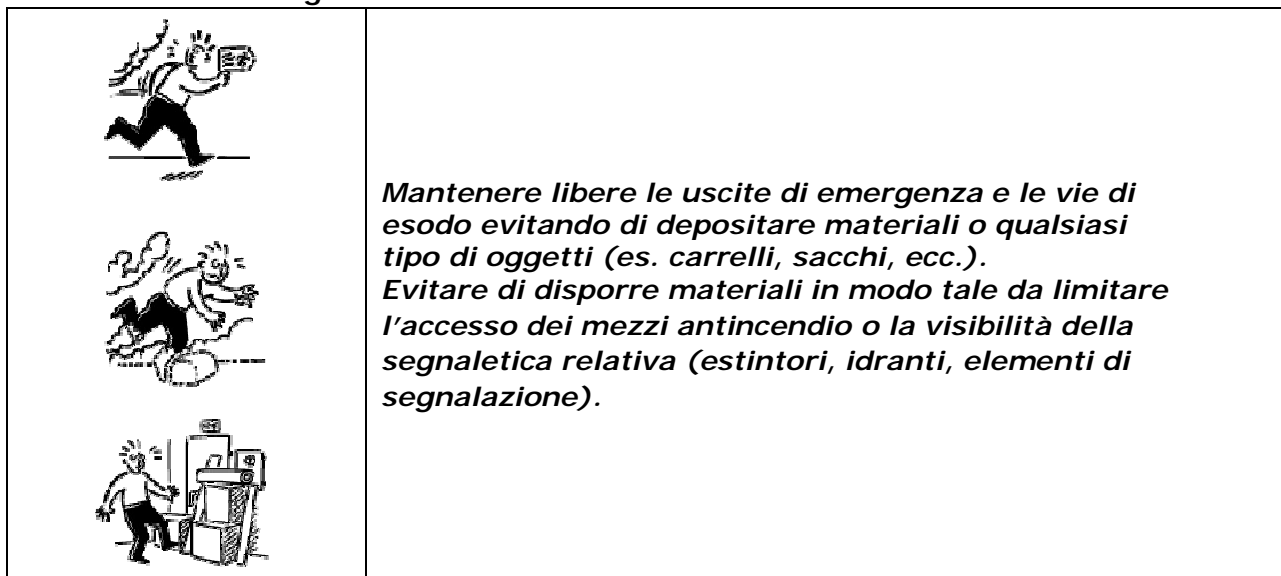 Mantenere libere le uscite di emergenza e le vie di
esodo evitando di depositare materiali o qualsiasi
tipo di oggetti (es. carrelli, sacchi, ecc.).
Evitare di disporre materiali in modo tale da limitare
l'accesso dei mezzi antincendio o la visibilità della
segnaletica relativa (estintori, idranti, elementi di
segnalazione).